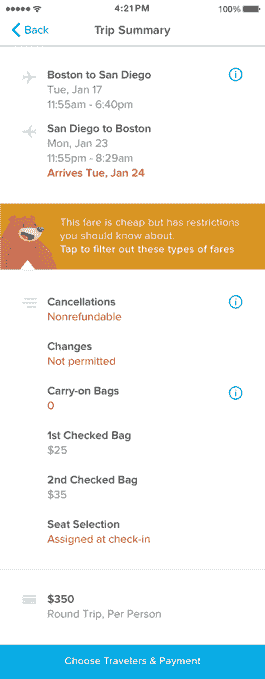 4:21PM
100%
Back
Trip Summary
Boston to San Diego
Tue, Jan 17
11:55am - 6:40pm
San Diego to Boston
Mon, Jan 23
11:55pm - 8:29am
Arrives Tue, Jan 24
This fare is cheap but has restrictions
you should know about.
Tap to filter out these types of fares
Cancellations
Nonrefundable
Changes
Not permitted
Carry-on Bags
0
1st Checked Bag
$25
2nd Checked Bag
$35
Seat Selection
Assigned at check-in
$350
Round Trip, Per Person
Choose Travelers & Payment